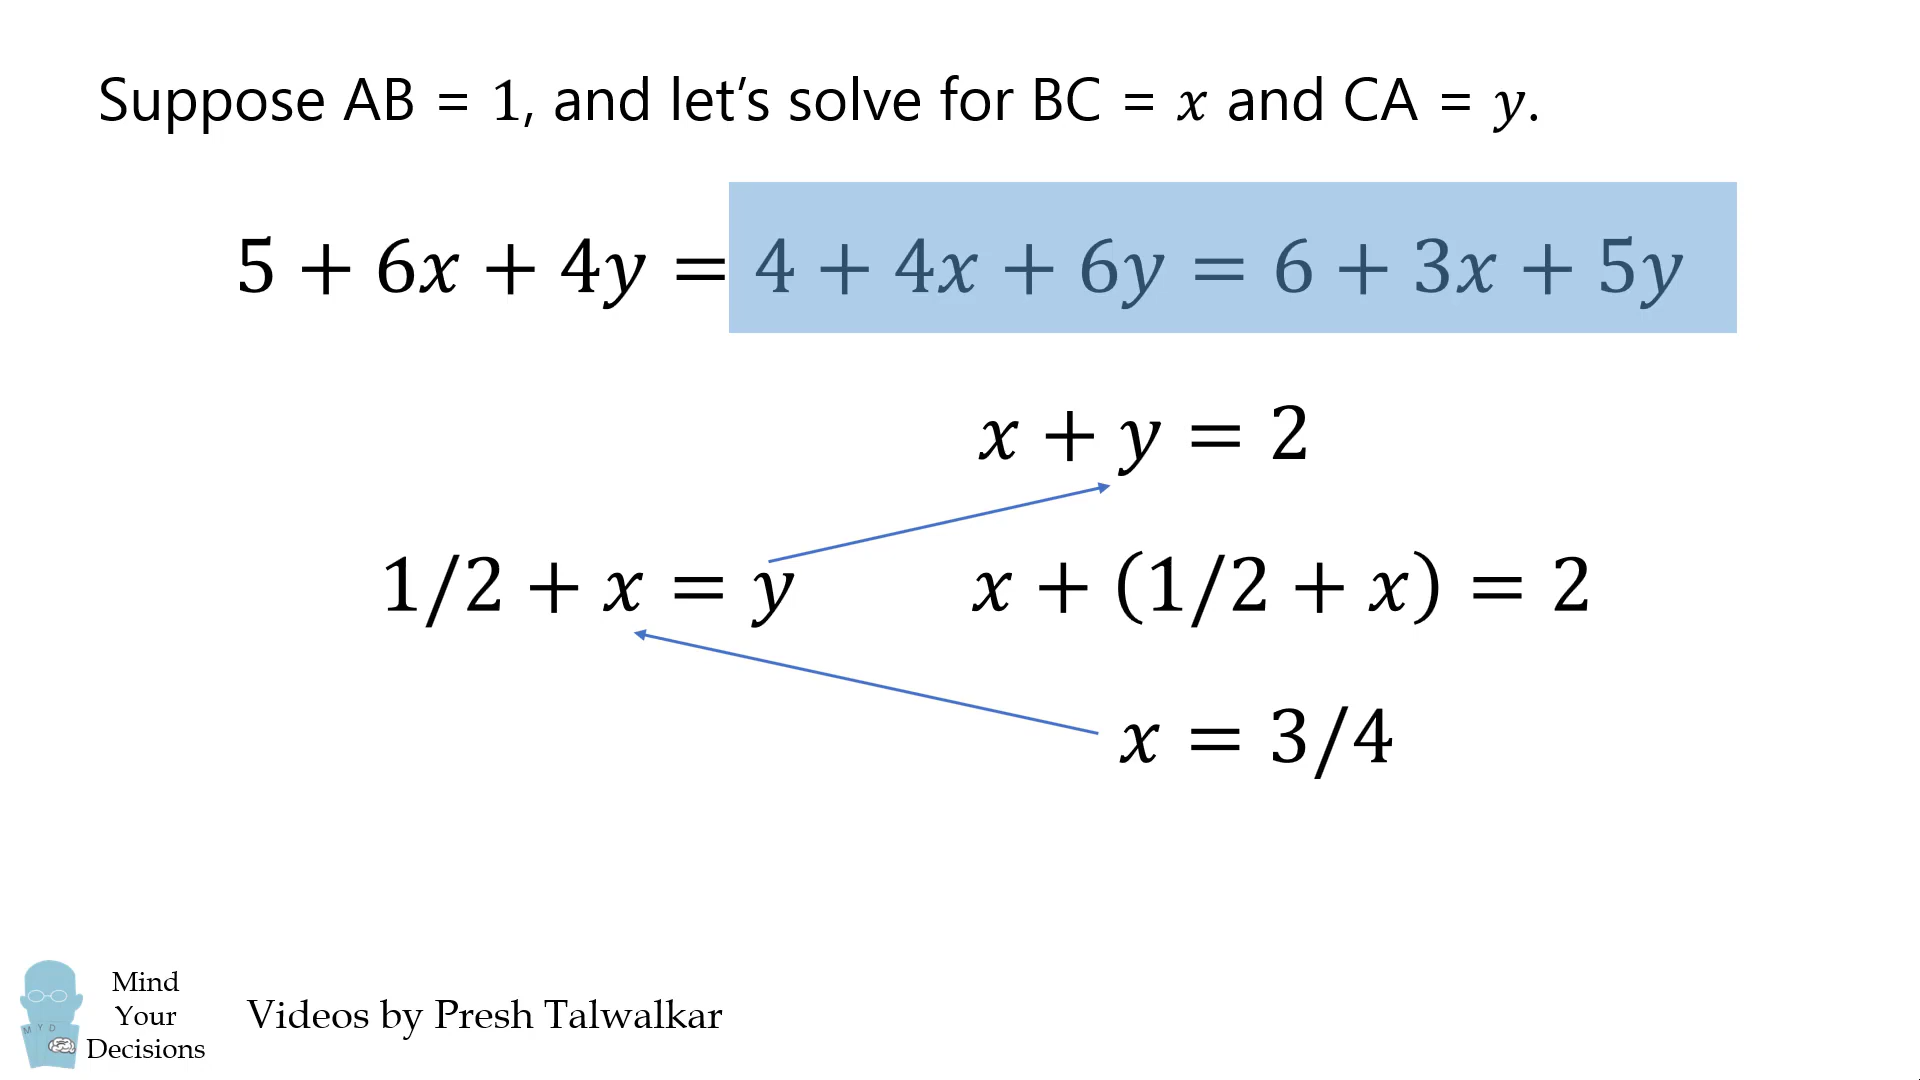 Suppose AB = 1, and let’s solve for BC = 𝑥 and CA = 𝑦.
5 + 6𝑥 + 4𝑦 = 4 + 4𝑥 + 6𝑦 = 6 + 3𝑥 + 5𝑦
𝑥 + 𝑦 = 2
1/2 + 𝑥 = 𝑦
𝑥 + (1/2 + 𝑥) = 2
𝑥 = 3/4
M Y D
Mind
Your
Decisions
Videos by Presh Talwalkar